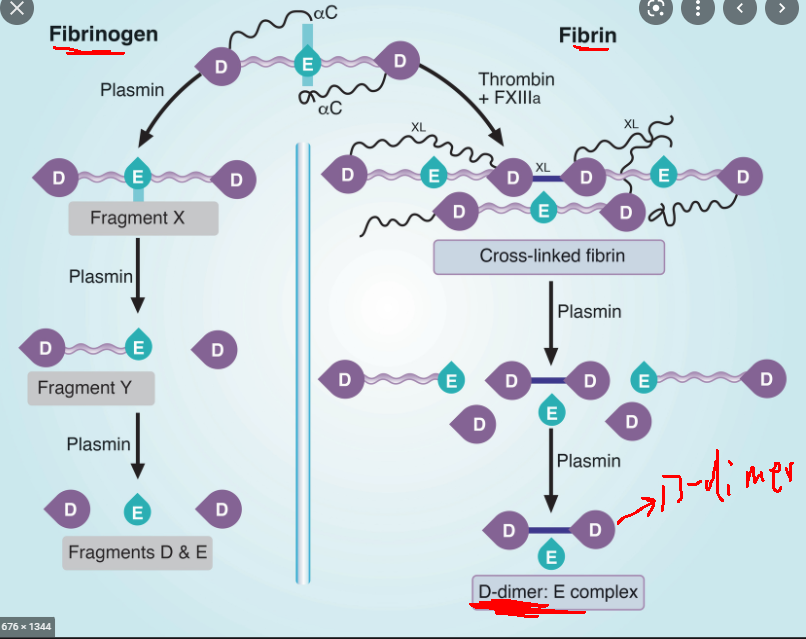 Fibrinogen
Fibrin
αC
D
E
D
αC
Plasmin
Thrombin
+ FXIIIa
D
E
D
Fragment X
XL
XL
D
E
D
XL
D
E
D
D
E
D
Cross-linked fibrin
Plasmin
Plasmin
D
E
D
Fragment Y
D
E
D
D
E
D
D
E
D
Plasmin
Plasmin
D
E
D
Fragments D & E
D
D
E
D-dimer
D-dimer: E complex
676 × 1344